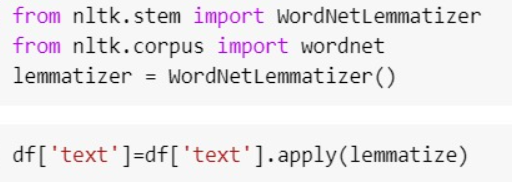 from nltk.stem import WordNetLemmatizer
from nltk.corpus import wordnet
lemmatizer = WordNetLemmatizer()
df['text']=df['text'].apply(lemmatize)